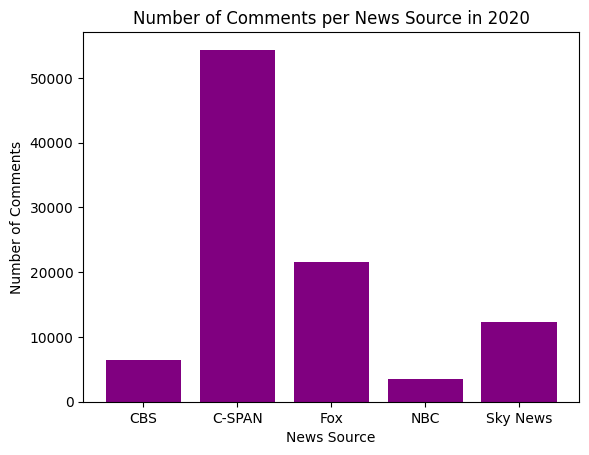 Number of Comments per News Source in 2020
Number of Comments
50000
40000
30000
20000
10000
0
CBS C-SPAN Fox NBC Sky News
News Source